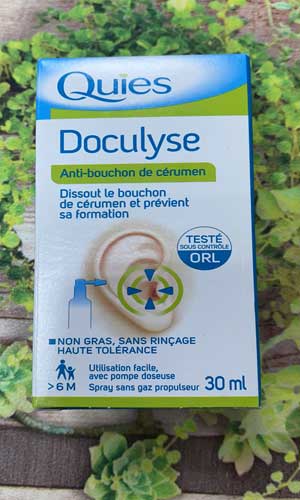 Quies
Doculyse
Anti-bouchon de cérumen
Dissout le bouchon
de cérumen et prévient
sa formation
TESTÉ
SOUS CONTRÔLE
ORL
NON GRAS, SANS RINÇAGE
HAUTE TOLÉRANCE
> 6 M
Utilisation facile,
avec pompe doseuse
Spray sans gaz propulseur
30 ml